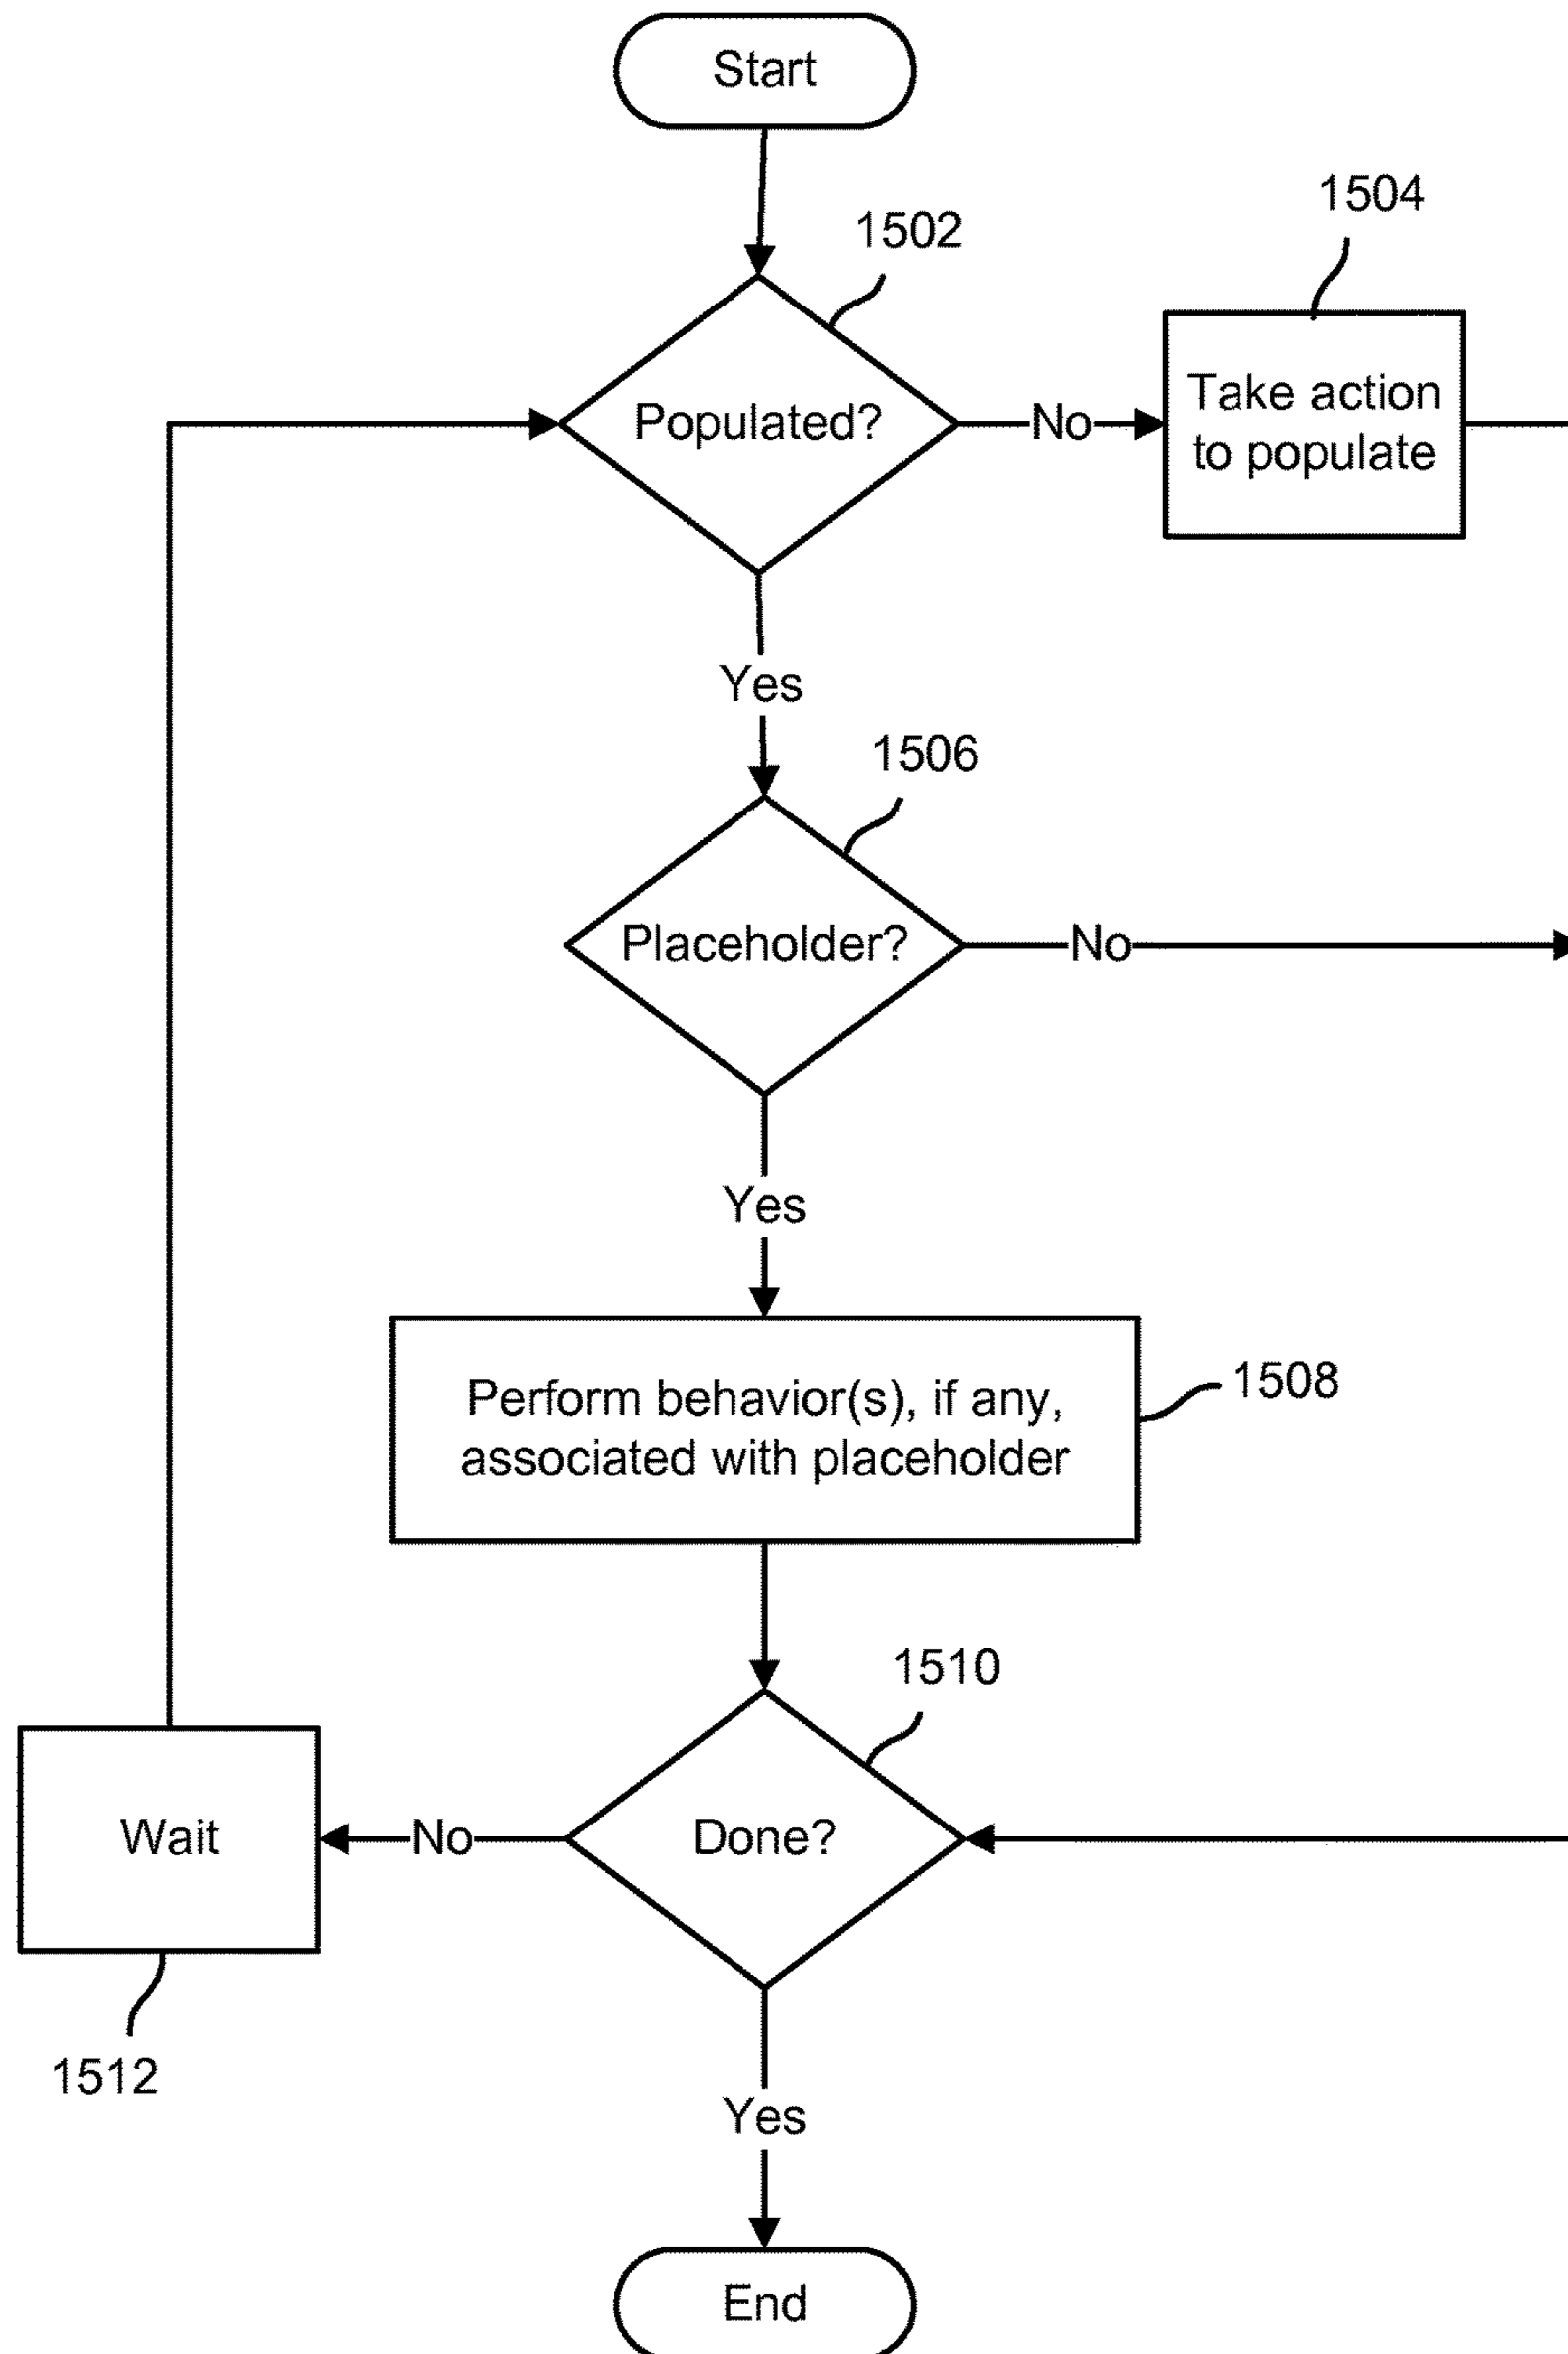 Start
1502
1504
Populated?
No
Take action
to populate
Yes
1506
Placeholder?
No
Yes
Perform behavior(s), if any,
associated with placeholder
1508
1510
Wait
No
Done?
1512
Yes
End